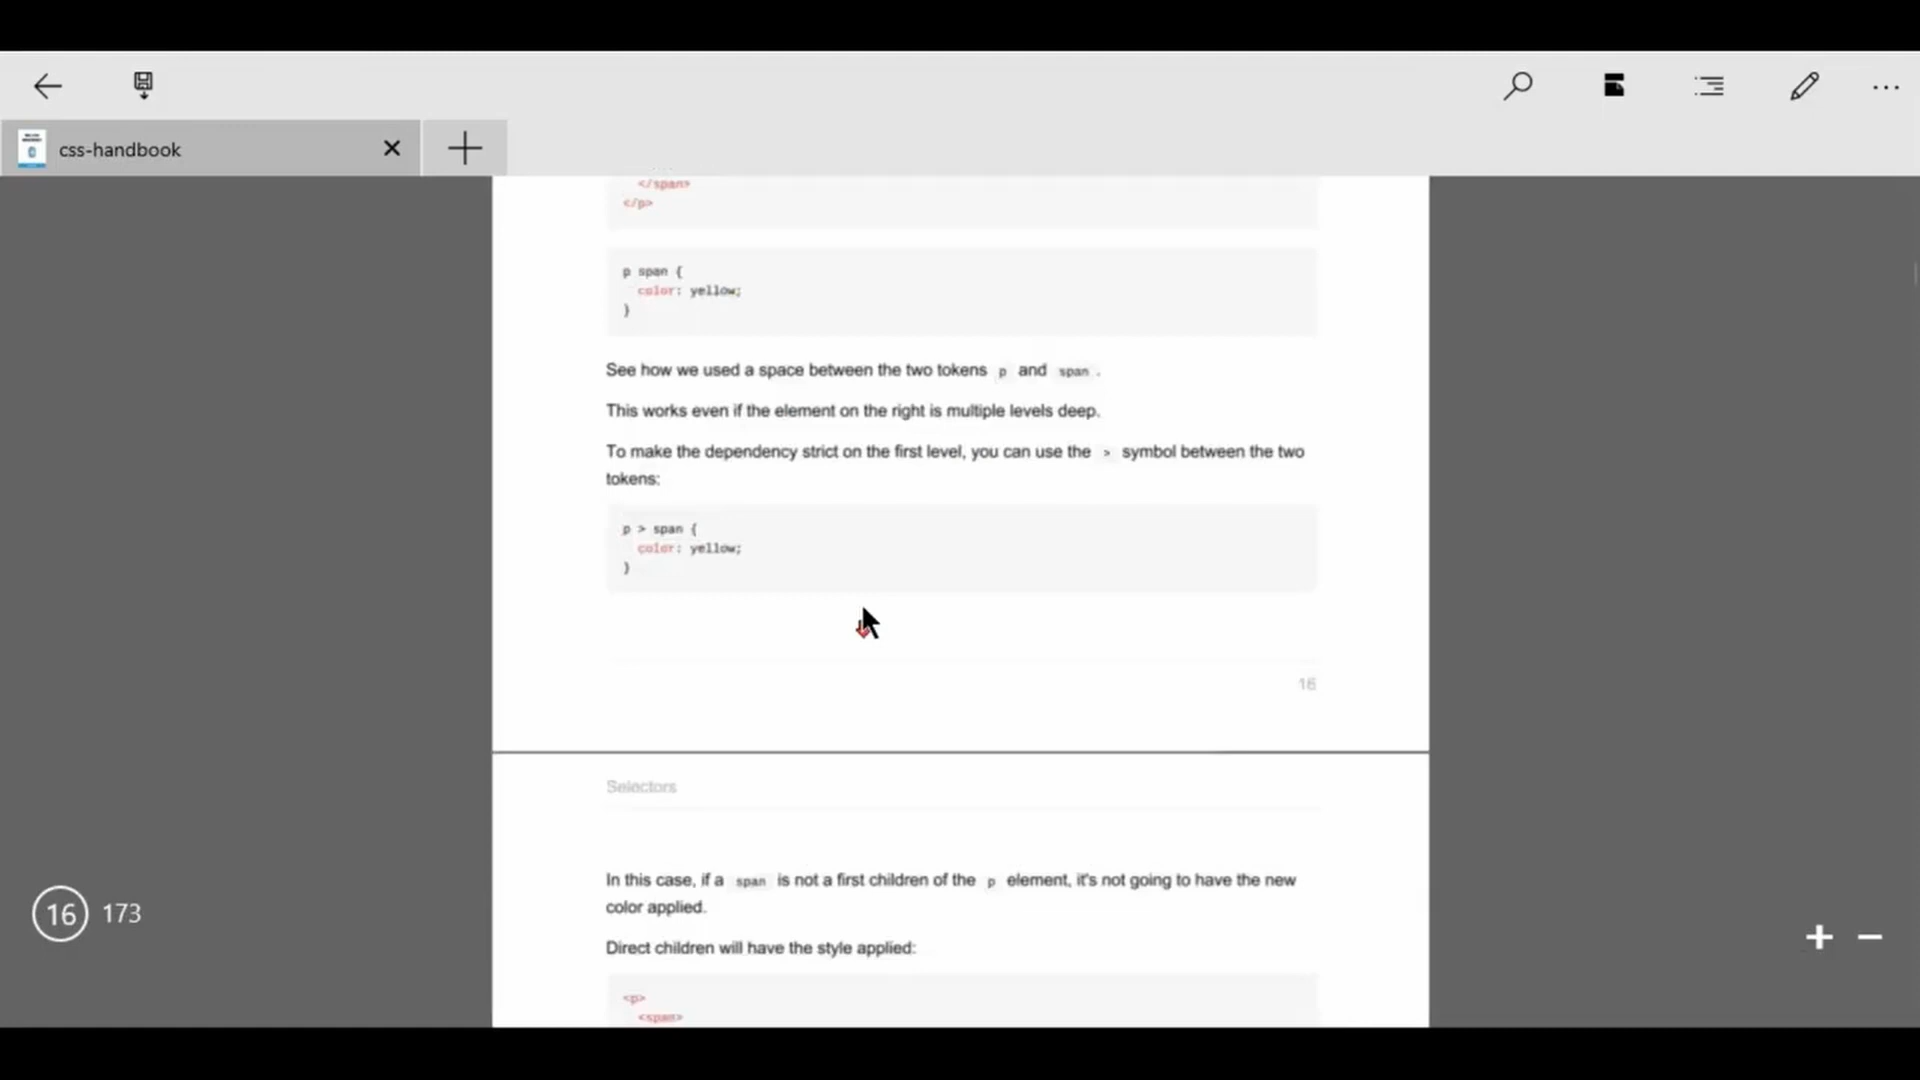 css-handbook
</span>
</p>
p span {
color: yellow;
}
See how we used a space between the two tokens p and span .
This works even if the element on the right is multiple levels deep.
To make the dependency strict on the first level, you can use the > symbol between the two
tokens:
p > span {
color: yellow;
}
16
Selectors
In this case, if a span is not a first children of the p element, it's not going to have the new
color applied.
Direct children will have the style applied:
<p>
<span>
16 173